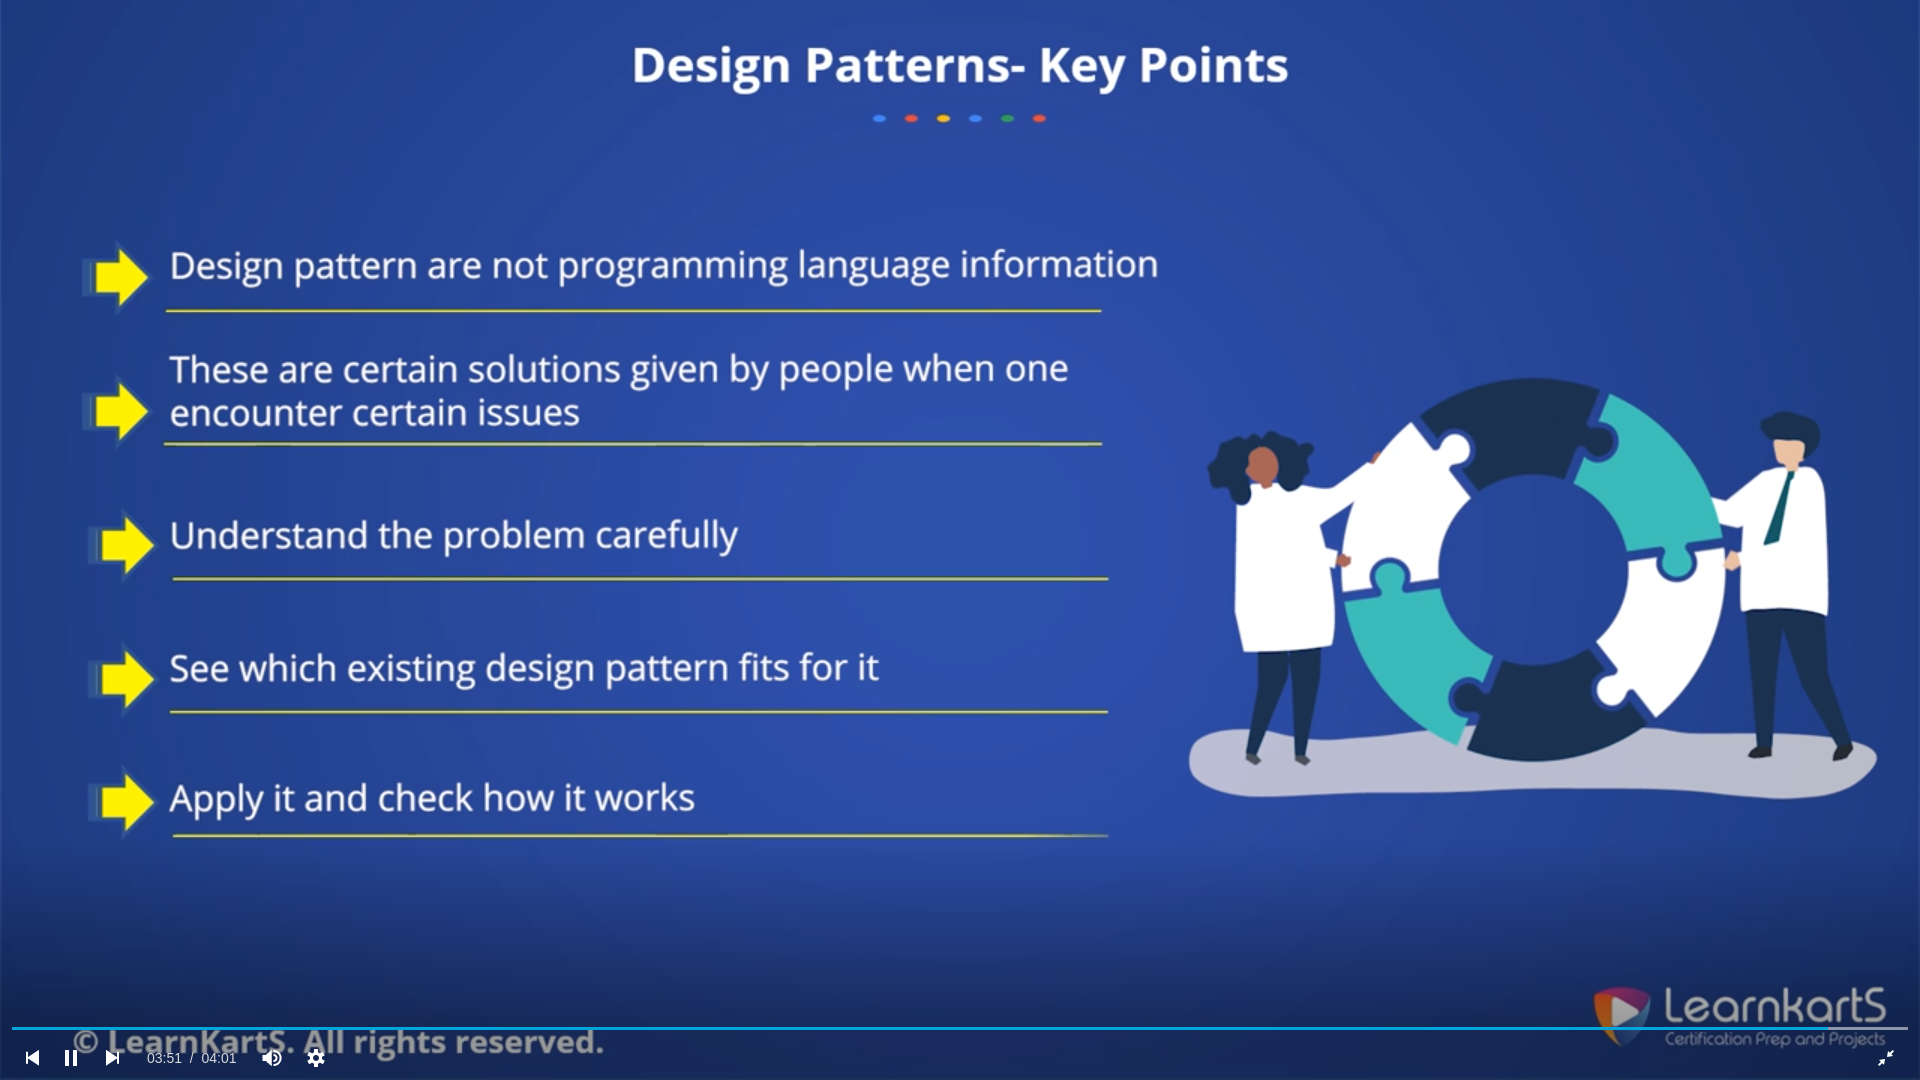 Design Patterns- Key Points
Design pattern are not programming language information
These are certain solutions given by people when one
encounter certain issues
Understand the problem carefully
See which existing design pattern fits for it
Apply it and check how it works
LearnkartS
Certification Prep and Projects
© LearnKartS. All rights reserved.
03:51 / 04:01